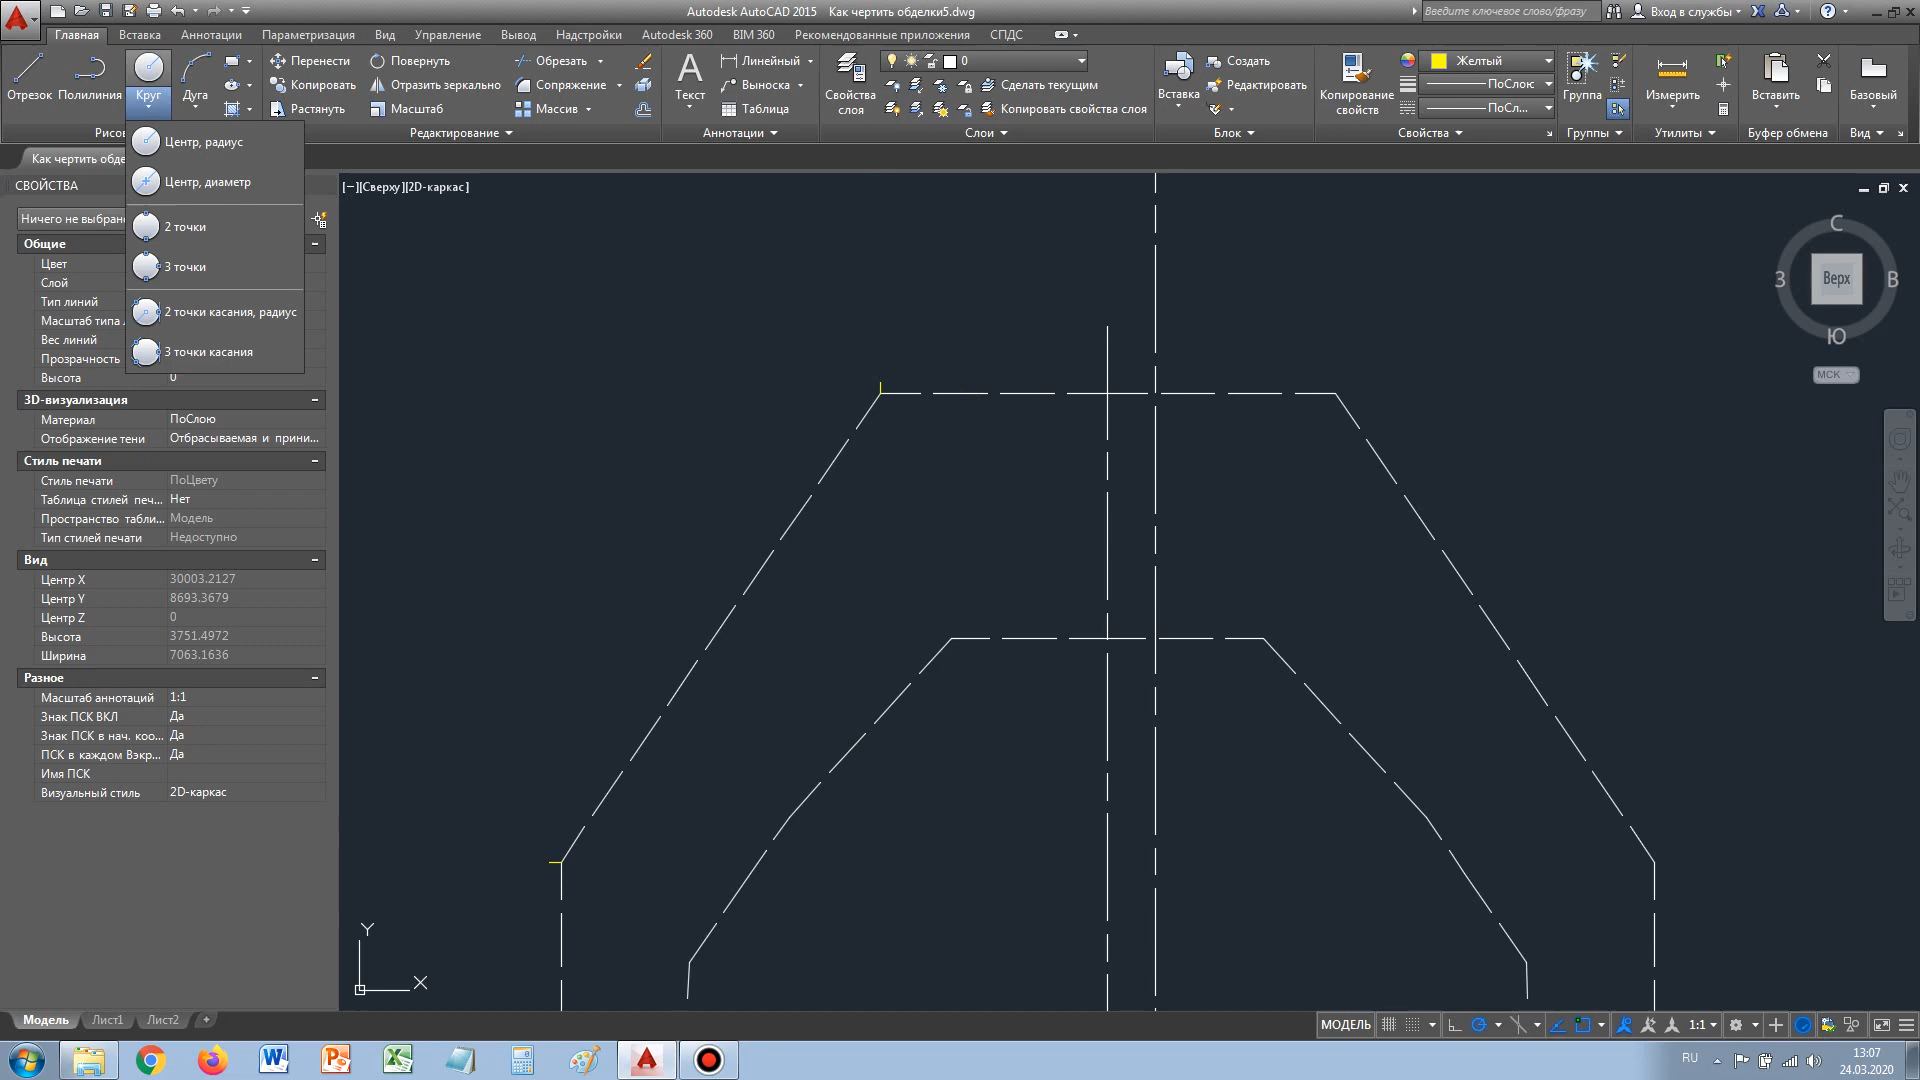 Autodesk AutoCAD 2015 Как чертить обделки5.dwg
Введите ключевое слово/фразу
Вход в службы
Главная Вставка Аннотации Параметризация Вид Управление Вывод Надстройки Autodesk 360 BIM 360 Рекомендованные приложения СПДС
Отрезок
Полилиния
Круг
Дуга
Перенести
Копировать
Растянуть
Повернуть
Отразить зеркально
Масштаб
Обрезать
Сопряжение
Массив
Редактирование
Текст
Линейный
Выноска
Таблица
Аннотации
Свойства
слоя
0
Сделать текущим
Копировать свойства слоя
Слои
Вставка
Создать
Редактировать
Блок
Копирование
свойств
Желтый
ПоСлою
ПоСл...
Свойства
Группа
Группы
Измерить
Утилиты
Вставить
Буфер обмена
Базовый
Вид
Центр, радиус
Центр, диаметр
2 точки
3 точки
2 точки касания, радиус
3 точки касания
СВОЙСТВА
Общие
Цвет
Слой
Тип линий
Вес линий
Прозрачность
Высота 0
3D-визуализация
Материал ПоСлою
Отображение тени Отбрасываемая и прини...
Стиль печати
Стиль печати ПоЦвету
Таблица стилей печ... Нет
Пространство табли... Модель
Тип стилей печати Недоступно
Вид
Центр X 30003.2127
Центр Y 8693.3679
Центр Z 0
Высота 3751.4972
Ширина 7063.1636
Разное
Масштаб аннотаций 1:1
Знак ПСК ВКЛ Да
Знак ПСК в нач. коо... Да
ПСК в каждом Вэкр... Да
Имя ПСК
Визуальный стиль 2D-каркас
[−][Сверху][2D-каркас]
С
З Верх В
Ю
МСК
Y
X
Модель Лист1 Лист2
МОДЕЛЬ
1:1
RU
13:07
24.03.2020